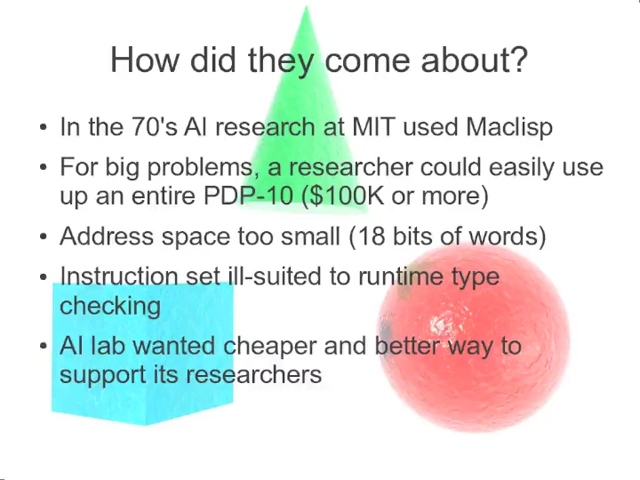 How did they come about?
• In the 70's AI research at MIT used Maclisp
• For big problems, a researcher could easily use
up an entire PDP-10 ($100K or more)
• Address space too small (18 bits of words)
• Instruction set ill-suited to runtime type
checking
• AI lab wanted cheaper and better way to
support its researchers